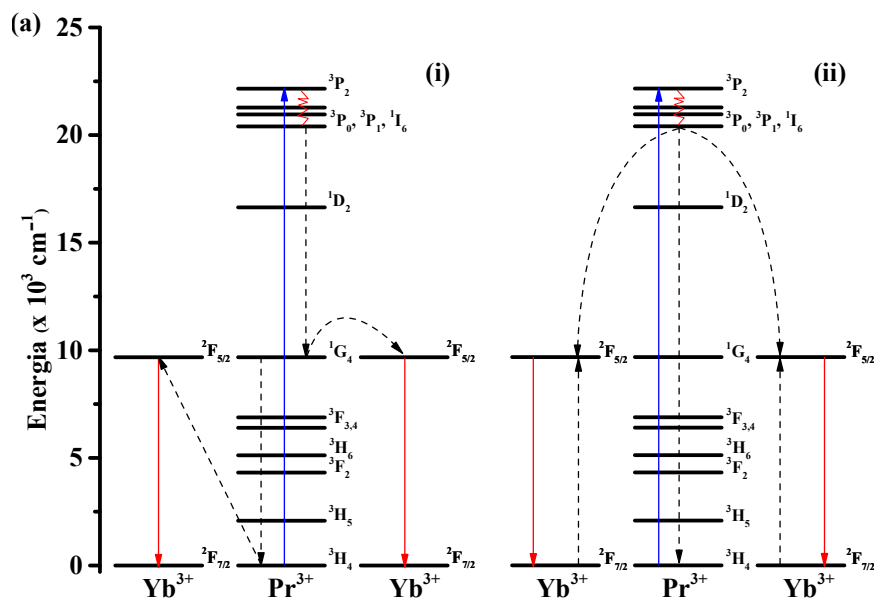 (a)
Energia (x 10³ cm⁻¹)
25
20
15
10
5
0
(i)
³P₂
³P₀, ³P₁, ¹I₆
¹D₂
²F₅/₂
¹G₄
²F₅/₂
³F₃,₄
³H₆
³F₂
³H₅
²F₇/₂
³H₄
²F₇/₂
Yb³⁺
Pr³⁺
Yb³⁺
(ii)
³P₂
³P₀, ³P₁, ¹I₆
¹D₂
²F₅/₂
¹G₄
²F₅/₂
³F₃,₄
³H₆
³F₂
³H₅
²F₇/₂
³H₄
²F₇/₂
Yb³⁺
Pr³⁺
Yb³⁺